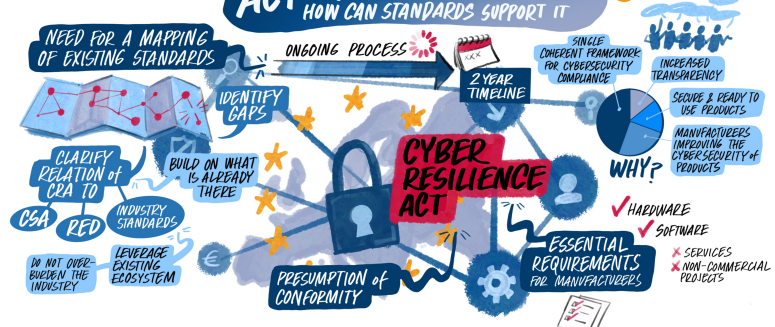 ACT
HOW CAN STANDARDS SUPPORT IT
NEED FOR A MAPPING
OF EXISTING STANDARDS
ONGOING PROCESS
XXX
2 YEAR
TIMELINE
IDENTIFY
GAPS
SINGLE
COHERENT FRAMEWORK
FOR CYBERSECURITY
COMPLIANCE
INCREASED
TRANSPARENCY
SECURE & READY TO
USE PRODUCTS
MANUFACTURERS
IMPROVING THE
CYBERSECURITY of
PRODUCTS
WHY?
CLARIFY
RELATION of
CRA TO
CSA
RED
INDUSTRY
STANDARDS
BUILD ON WHAT
IS ALREADY
THERE
CYBER
RESILIENCE
ACT
HARDWARE
SOFTWARE
SERVICES
NON-COMMERCIAL
PROJECTS
DO NOT OVER-
BURDEN THE
INDUSTRY
LEVERAGE
EXISTING
ECOSYSTEM
€
PRESUMPTION of
CONFORMITY
ESSENTIAL
REQUIREMENTS
FOR MANUFACTURERS